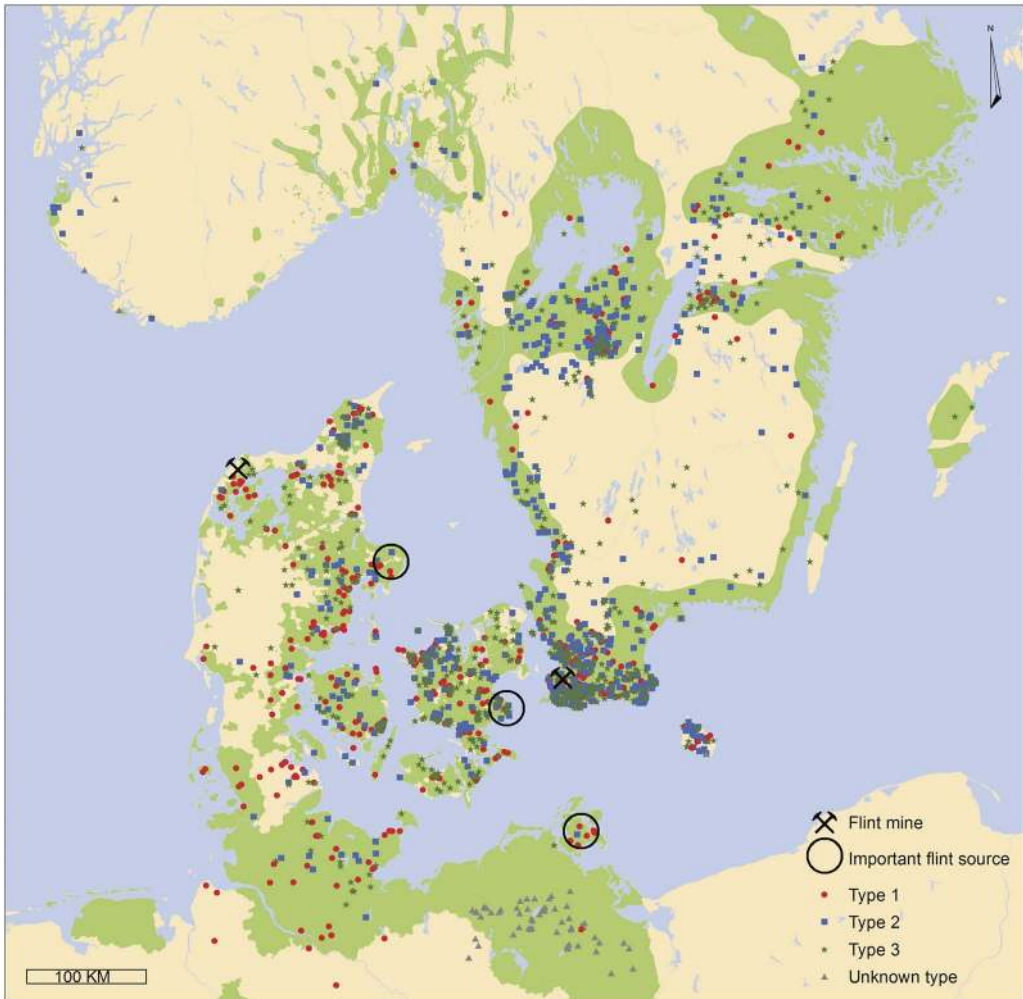 N
Flint mine
Important flint source
Type 1
Type 2
Type 3
Unknown type
100 KM